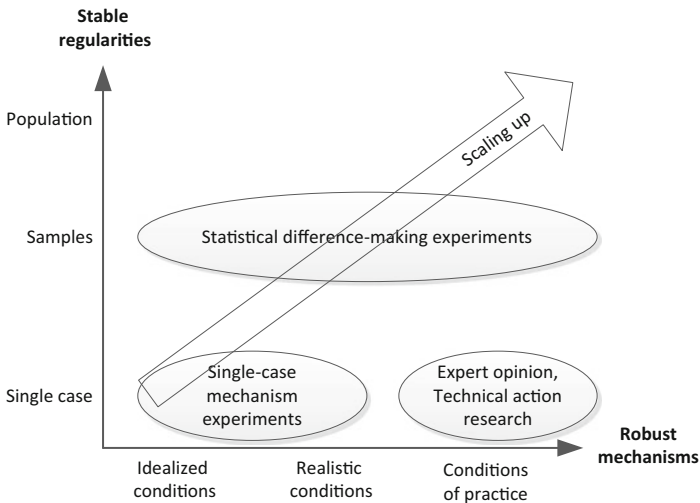 Stable
regularities
Population
Scaling up
Samples
Statistical difference-making experiments
Single case
Single-case
mechanism
experiments
Expert opinion,
Technical action
research
Robust
mechanisms
Idealized
conditions
Realistic
conditions
Conditions
of practice